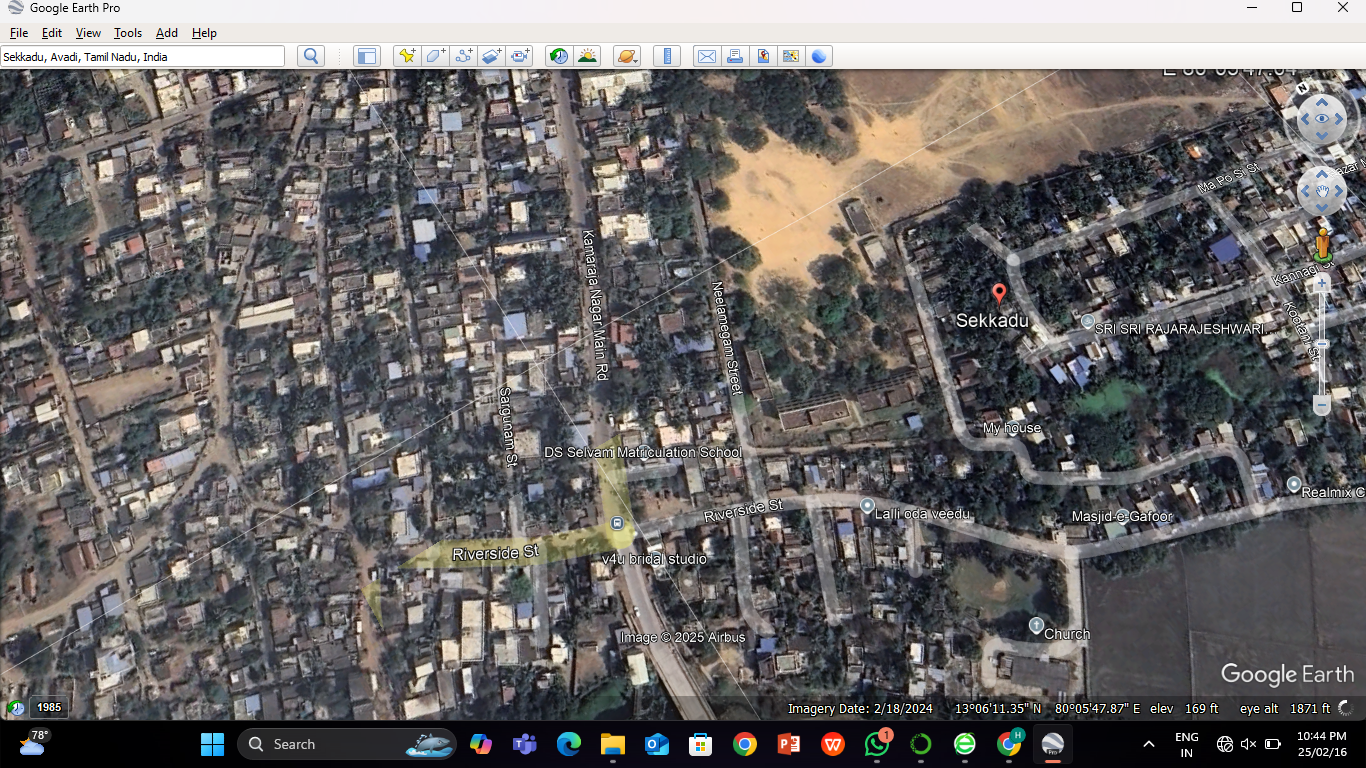 Google Earth Pro
File Edit View Tools Add Help
Sekkadu, Avadi, Tamil Nadu, India
N
Ma Po Si St
Kannagi St
Kamaraja Nagar Main Rd
Neelamegam Street
Sekkadu
SRI SRI RAJARAJESHWARI...
Sargunam St
My house
DS Selvam Matriculation School
Realmix C
Riverside St
Lalli oda veedu
Masjid-e-Gafoor
Riverside St
v4u bridal studio
Image © 2025 Airbus
Church
Google Earth
1985
Imagery Date: 2/18/2024 13°06'11.35" N 80°05'47.87" E elev 169 ft eye alt 1871 ft
78°
Search
1
H
ENG
IN
10:44 PM
25/02/16